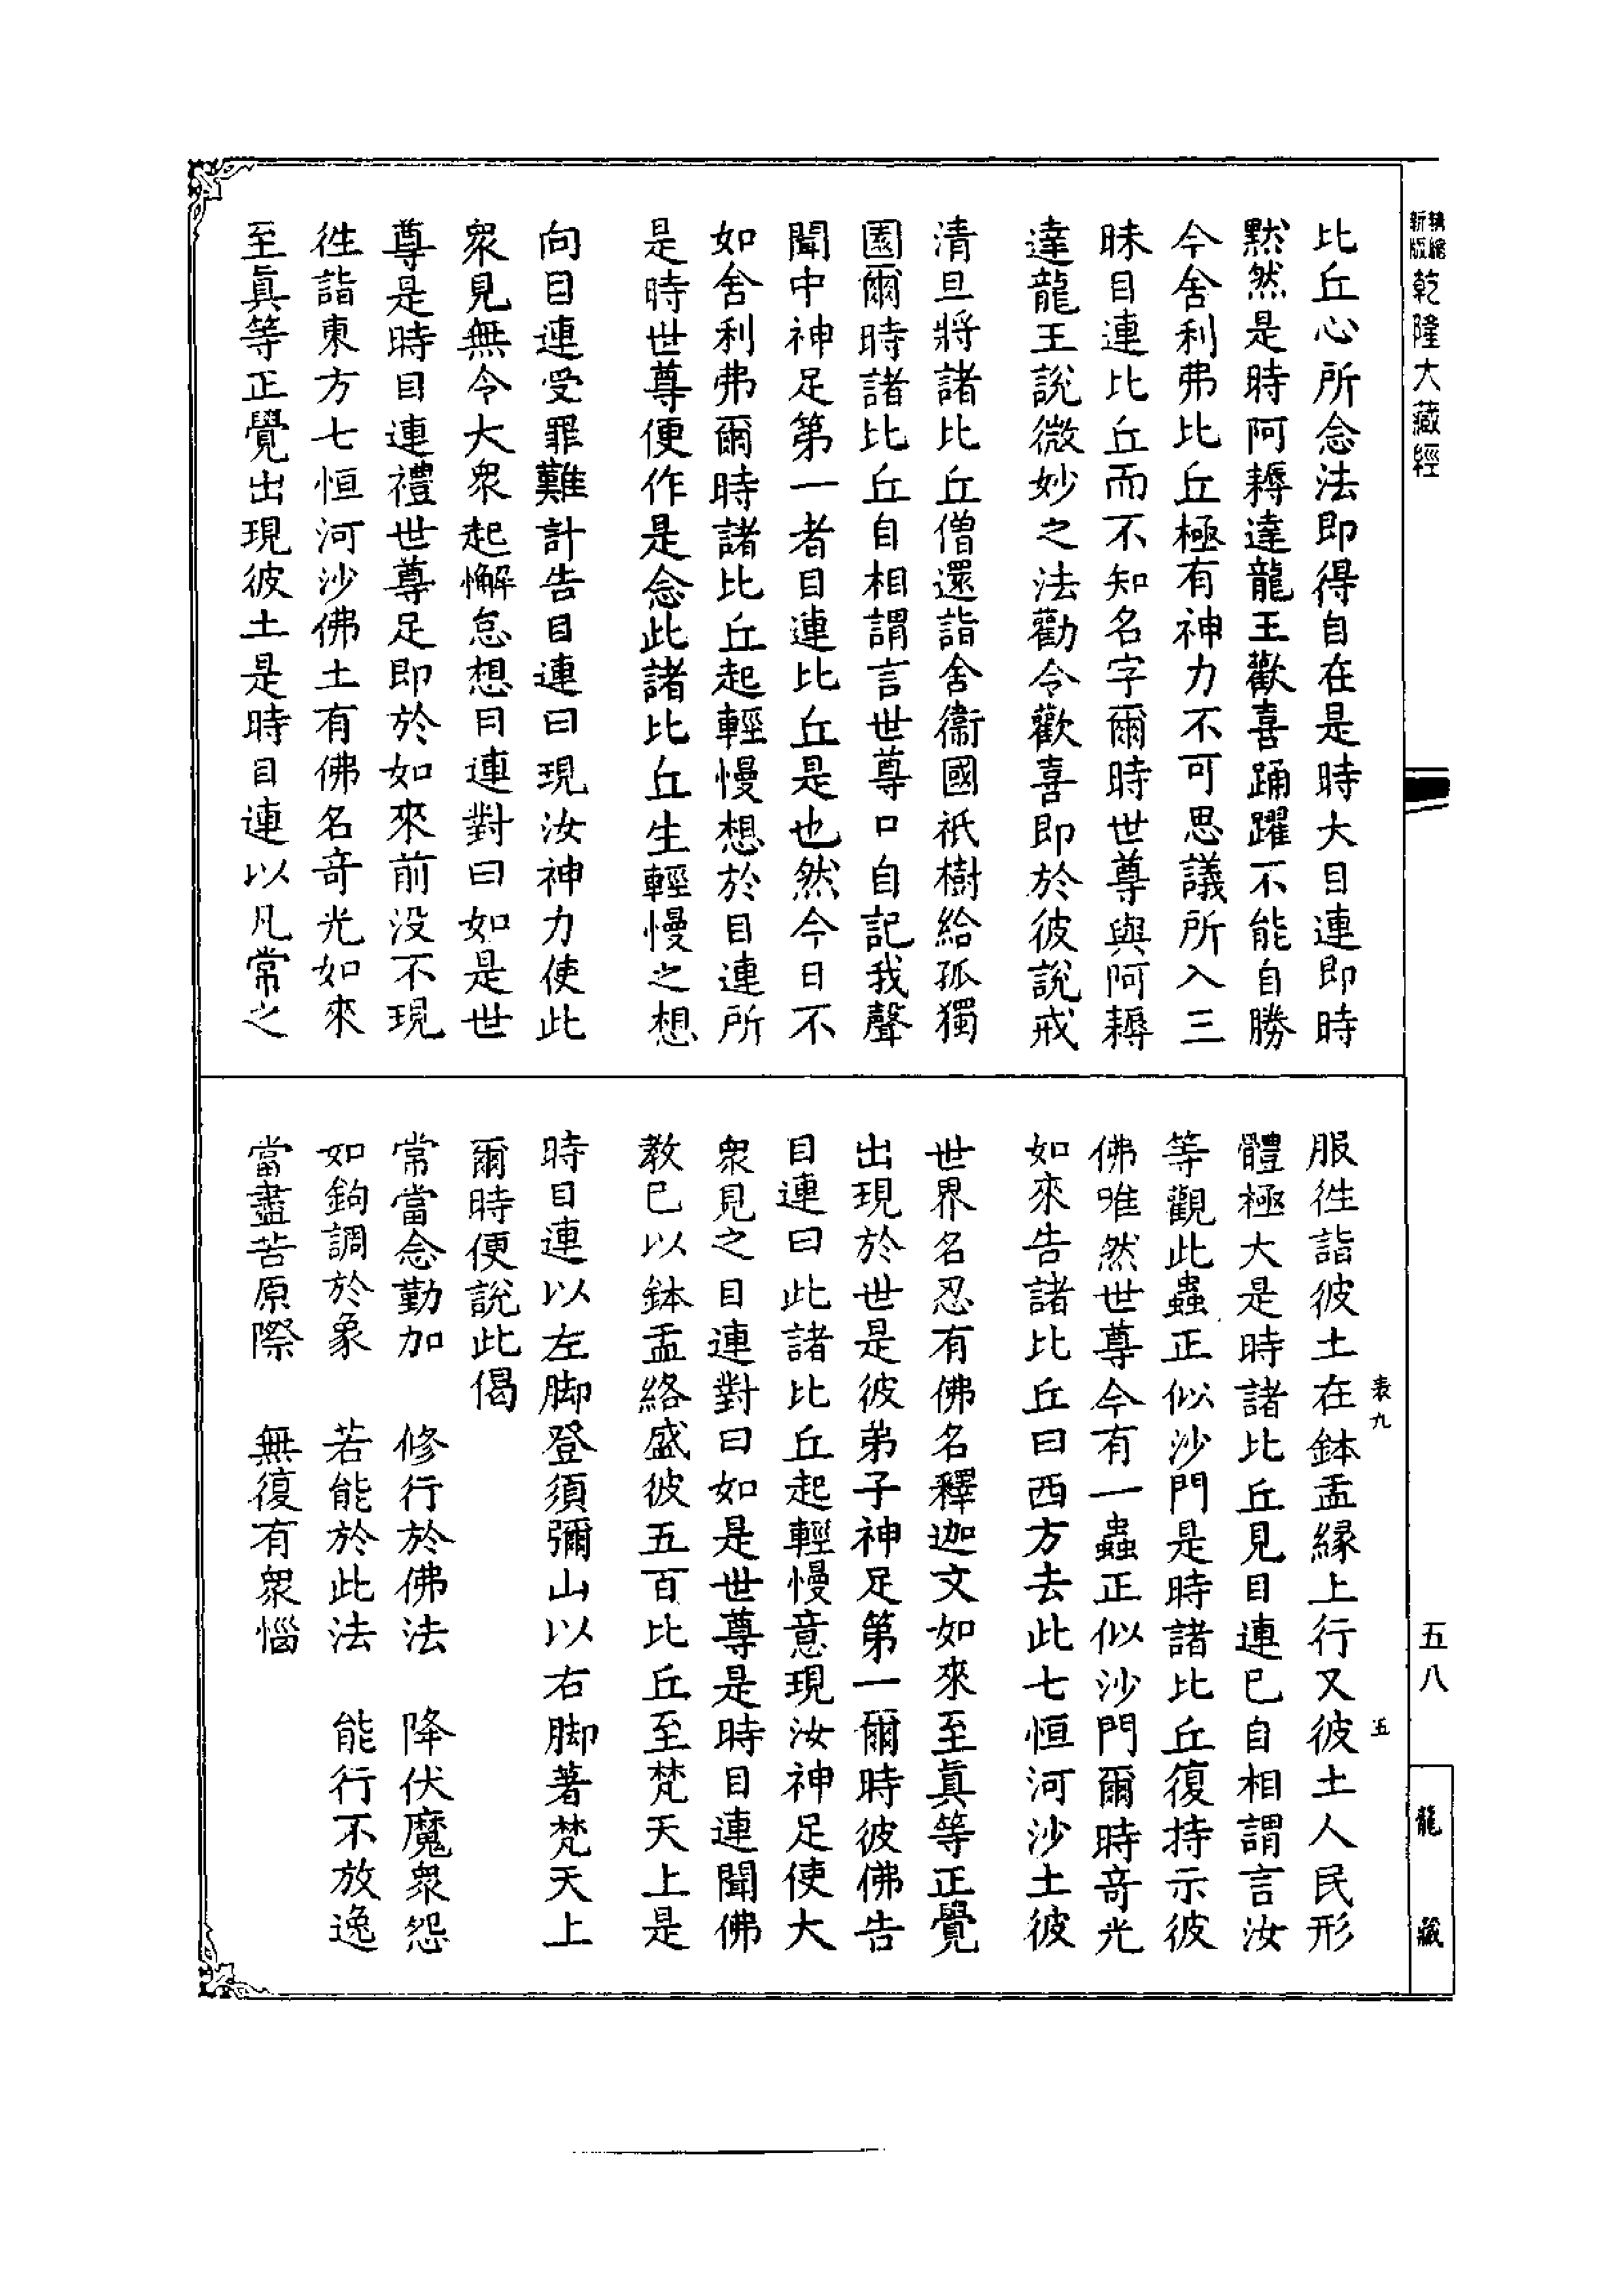 新版精縮乾隆大藏經
比丘心所念法即得自在是時大目連即時
黙然是時阿耨達龍王歡喜踊躍不能自勝
今舍利弗比丘極有神力不可思議所入三
昧目連比丘而不知名字爾時世尊與阿耨
達龍王説微妙之法勸令歡喜即於彼説戒
清旦將諸比丘僧還詣舍衞國祇樹給孤獨
園爾時諸比丘自相謂言世尊口自記我聲
聞中神足第一者目連比丘是也然今日不
如舍利弗爾時諸比丘起輕慢想於目連所
是時世尊便作是念此諸比丘生輕慢之想
向目連受罪難計告目連曰現汝神力使此
衆見無令大衆起懈怠想目連對曰如是世
尊是時目連禮世尊足即於如來前没不現
徃詣東方七恒河沙佛土有佛名奇光如來
至眞等正覺出現彼土是時目連以凡常之
服徃詣彼土在鉢盂縁上行又彼土人民形
體極大是時諸比丘見目連已自相謂言汝
等觀此蟲正似沙門是時諸比丘復持示彼
佛唯然世尊今有一蟲正似沙門爾時奇光
如來告諸比丘曰西方去此七恒河沙土彼
世界名忍有佛名釋迦文如來至眞等正覺
出現於世是彼弟子神足第一爾時彼佛告
目連曰此諸比丘起輕慢意現汝神足使大
衆見之目連對曰如是世尊是時目連聞佛
教已以鉢盂絡盛彼五百比丘至梵天上是
時目連以左脚登須彌山以右脚著梵天上
爾時便説此偈
常當念勤加　修行於佛法　降伏魔衆怨
如鉤調於象　若能於此法　能行不放逸
當盡苦原際　無復有衆惱
表九
五
五八
龍藏